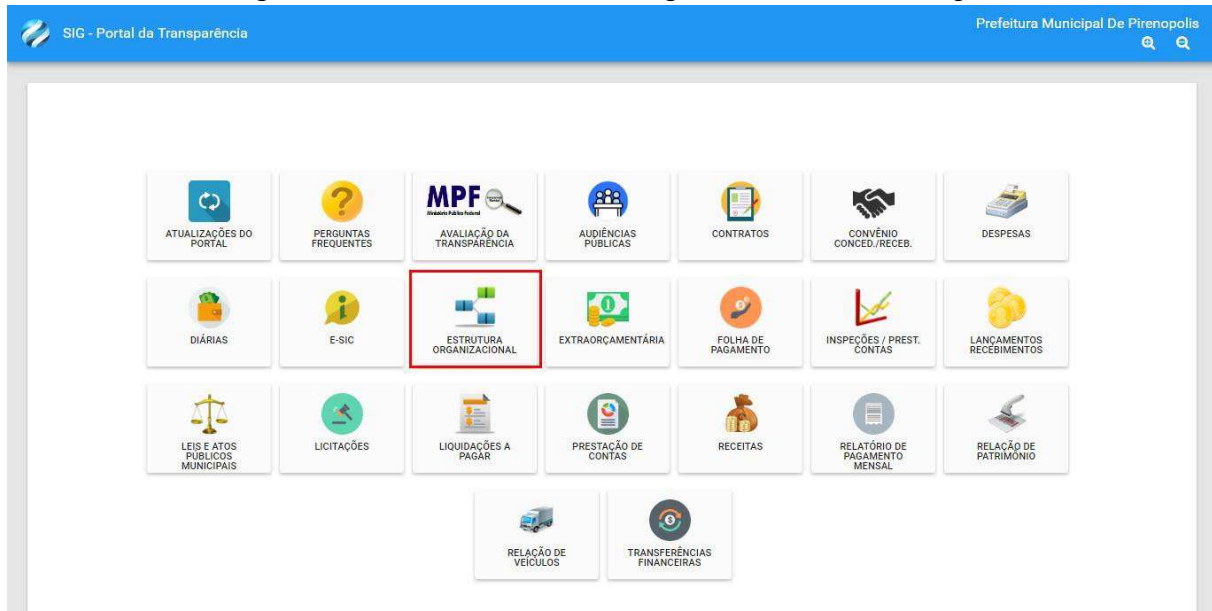 SIG - Portal da Transparência
Prefeitura Municipal De Pirenopolis
ATUALIZAÇÕES DO
PORTAL
PERGUNTAS
FREQUENTES
MPF
Ministério Público Federal
AVALIAÇÃO DA
TRANSPARÊNCIA
AUDIÊNCIAS
PÚBLICAS
CONTRATOS
CONVÊNIO
CONCED./RECEB.
DESPESAS
DIÁRIAS
E-SIC
ESTRUTURA
ORGANIZACIONAL
EXTRAORÇAMENTÁRIA
FOLHA DE
PAGAMENTO
INSPEÇÕES / PREST.
CONTAS
LANÇAMENTOS
RECEBIMENTOS
LEIS E ATOS
PÚBLICOS
MUNICIPAIS
LICITAÇÕES
LIQUIDAÇÕES A
PAGAR
PRESTAÇÃO DE
CONTAS
RECEITAS
RELATÓRIO DE
PAGAMENTO
MENSAL
RELAÇÃO DE
PATRIMÔNIO
RELAÇÃO DE
VEÍCULOS
TRANSFERÊNCIAS
FINANCEIRAS